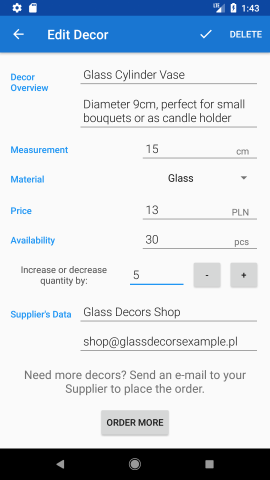 1:43
Edit Decor
DELETE
Decor Overview
Glass Cylinder Vase
Diameter 9cm, perfect for small
bouquets or as candle holder
Measurement 15 cm
Material Glass
Price 13 PLN
Availability 30 pcs
Increase or decrease
quantity by: 5 - +
Supplier's Data Glass Decors Shop
shop@glassdecorsexample.pl
Need more decors? Send an e-mail to your
Supplier to place the order.
ORDER MORE